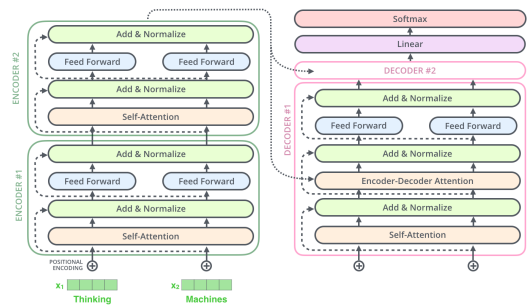 ENCODER #2
Add & Normalize
Feed Forward
Feed Forward
Add & Normalize
Self-Attention
ENCODER #1
Add & Normalize
Feed Forward
Feed Forward
Add & Normalize
Self-Attention
POSITIONAL
ENCODING
x1
x2
Thinking
Machines
Softmax
Linear
DECODER #2
DECODER #1
Add & Normalize
Feed Forward
Feed Forward
Add & Normalize
Encoder-Decoder Attention
Add & Normalize
Self-Attention